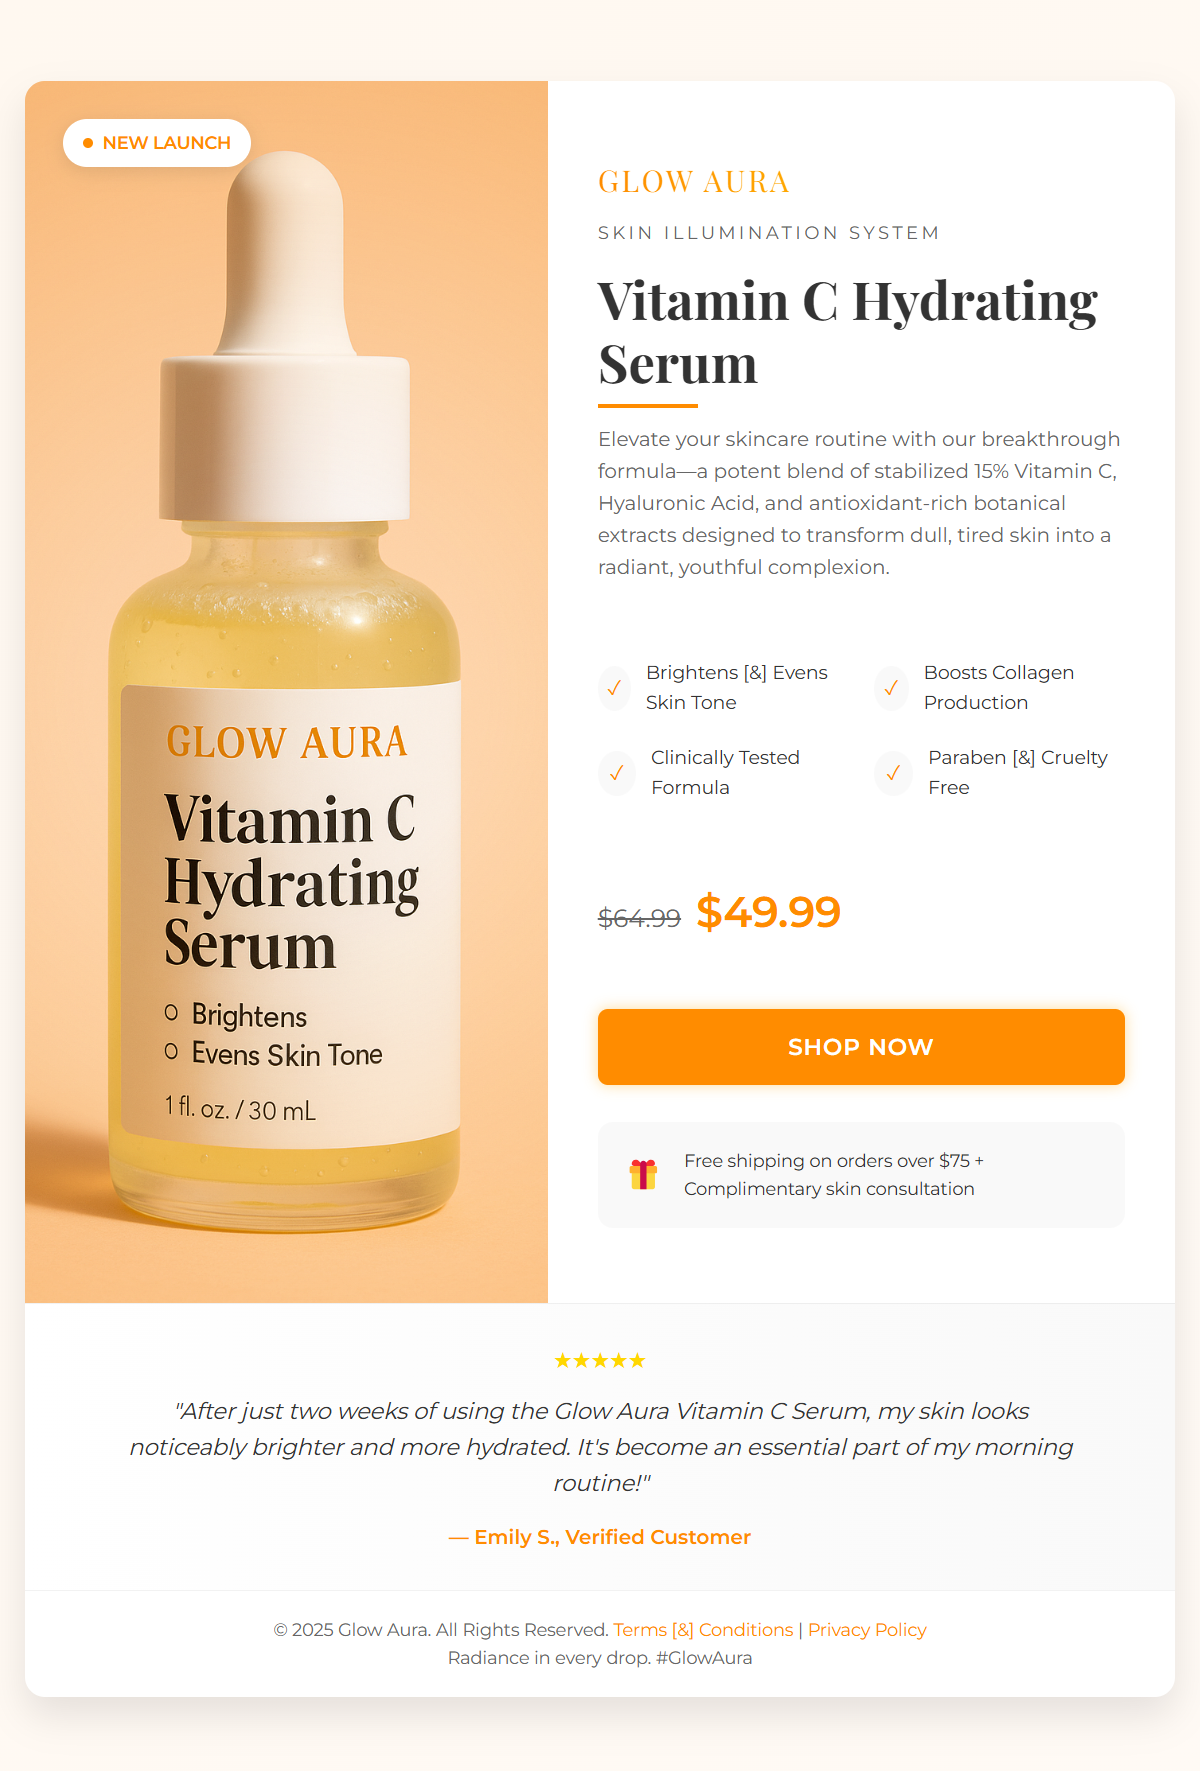 NEW LAUNCH
GLOW AURA
Vitamin C
Hydrating
Serum
Brightens
Evens Skin Tone
1 fl. oz. / 30 mL
GLOW AURA
SKIN ILLUMINATION SYSTEM
Vitamin C Hydrating
Serum
Elevate your skincare routine with our breakthrough
formula—a potent blend of stabilized 15% Vitamin C,
Hyaluronic Acid, and antioxidant-rich botanical
extracts designed to transform dull, tired skin into a
radiant, youthful complexion.
✓ Brightens [&] Evens
Skin Tone
✓ Boosts Collagen
Production
✓ Clinically Tested
Formula
✓ Paraben [&] Cruelty
Free
$64.99 $49.99
SHOP NOW
Free shipping on orders over $75 +
Complimentary skin consultation
★★★★★
"After just two weeks of using the Glow Aura Vitamin C Serum, my skin looks
noticeably brighter and more hydrated. It's become an essential part of my morning
routine!"
— Emily S., Verified Customer
© 2025 Glow Aura. All Rights Reserved. Terms [&] Conditions | Privacy Policy
Radiance in every drop. #GlowAura